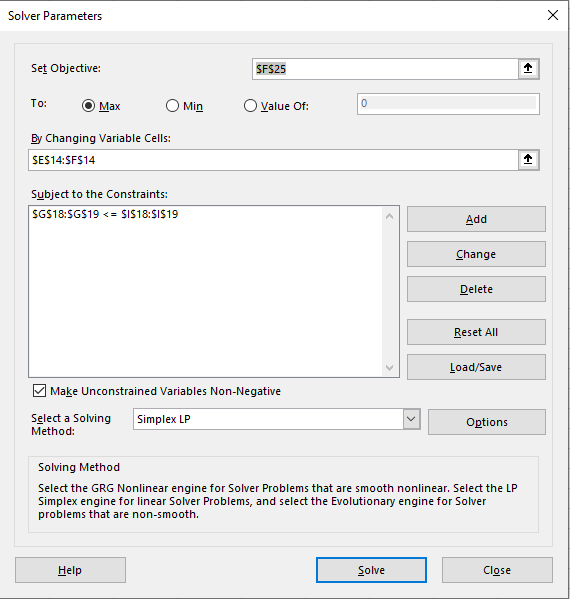 Solver Parameters
Set Objective:
$F$25
To:
Max
Min
Value Of:
0
By Changing Variable Cells:
$E$14:$F$14
Subject to the Constraints:
$G$18:$G$19 <= $I$18:$I$19
Add
Change
Delete
Reset All
Load/Save
Make Unconstrained Variables Non-Negative
Select a Solving
Method:
Simplex LP
Options
Solving Method
Select the GRG Nonlinear engine for Solver Problems that are smooth nonlinear. Select the LP
Simplex engine for linear Solver Problems, and select the Evolutionary engine for Solver
problems that are non-smooth.
Help
Solve
Close